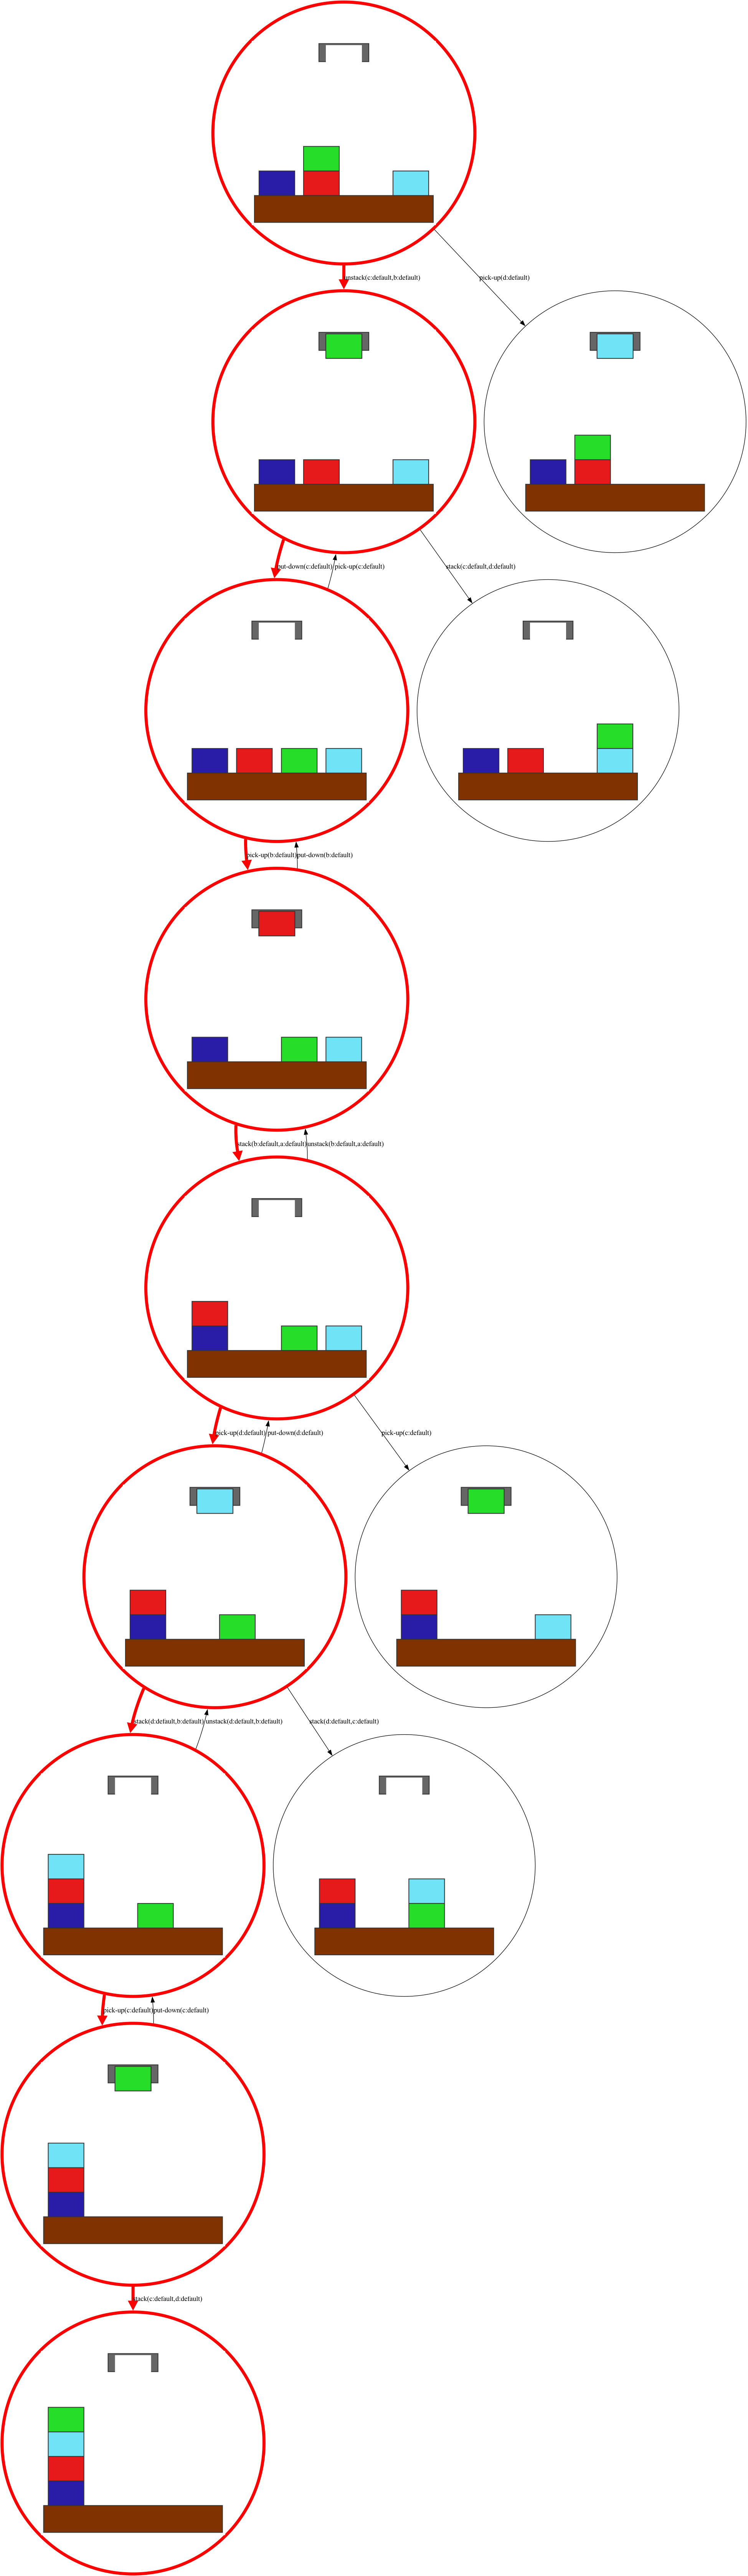 unstack(c:default,b:default)
pick-up(d:default)
put-down(c:default)
pick-up(c:default)
stack(c:default,d:default)
pick-up(b:default)
put-down(b:default)
stack(b:default,a:default)
unstack(b:default,a:default)
pick-up(d:default)
put-down(d:default)
pick-up(c:default)
stack(d:default,b:default)
unstack(d:default,b:default)
stack(d:default,c:default)
pick-up(c:default)
put-down(c:default)
stack(c:default,d:default)